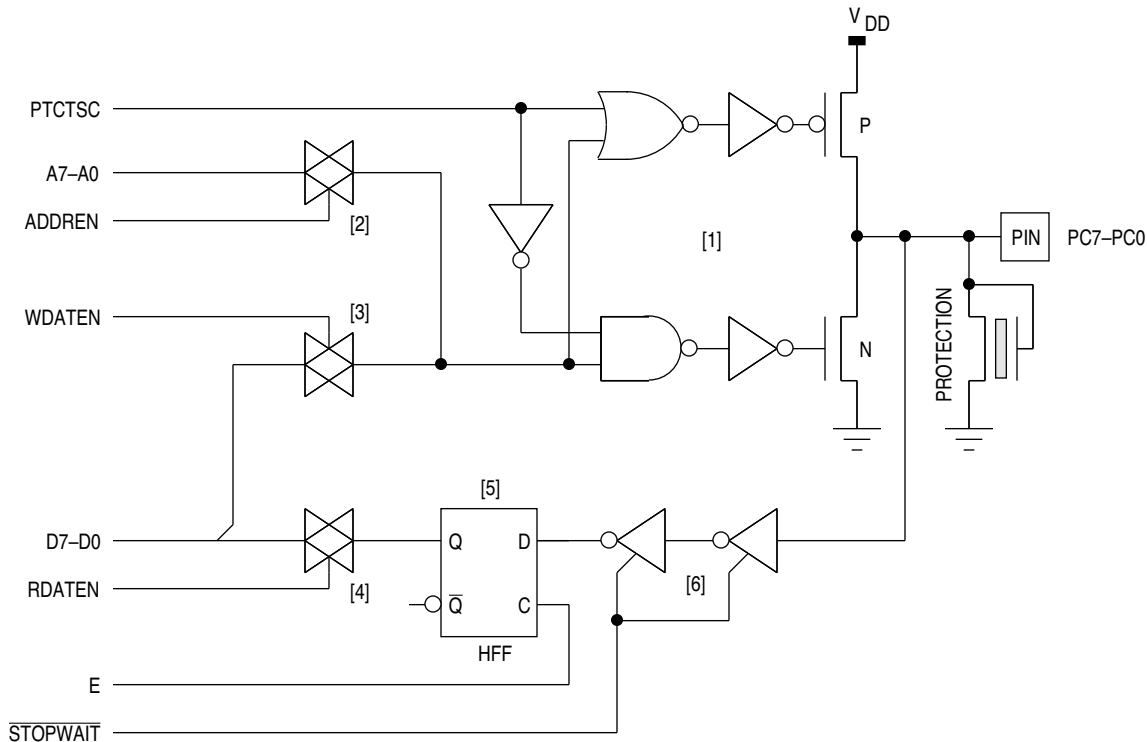 V DD
PTCTSC
P
A7–A0
ADDREN
[2]
[1]
PIN
PC7–PC0
WDATEN
[3]
N
PROTECTION
[5]
D7–D0
Q
D
RDATEN
[4]
Q̅
C
[6]
HFF
E
S̅T̅O̅P̅W̅A̅I̅T̅